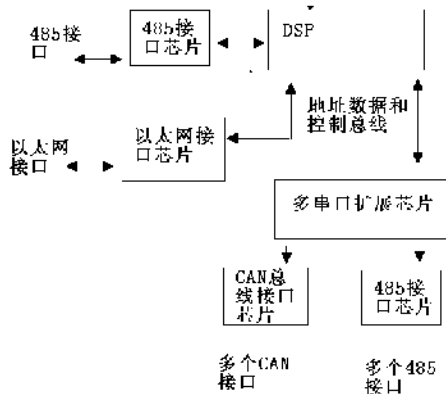 485接
口
485接
口芯片
DSP
地址数据和
控制总线
以太网
接口
以太网接
口芯片
多串口扩展芯片
CAN总
线接口
芯片
485接
口芯片
多个CAN
接口
多个485
接口